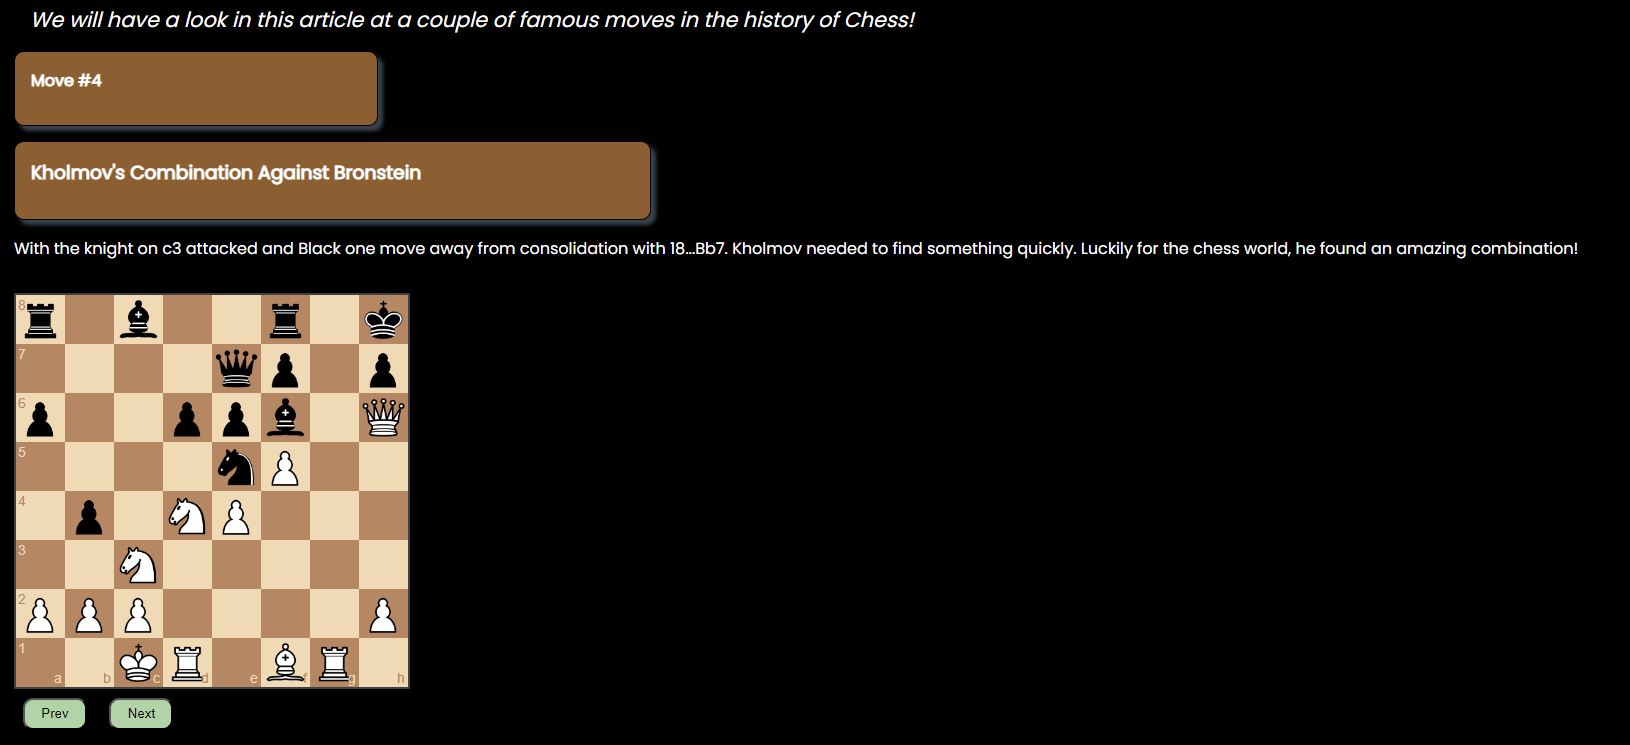 We will have a look in this article at a couple of famous moves in the history of Chess!
Move #4
Kholmov's Combination Against Bronstein
With the knight on c3 attacked and Black one move away from consolidation with 18...Bb7. Kholmov needed to find something quickly. Luckily for the chess world, he found an amazing combination!
8
7
6
5
4
3
2
1
a b c d e f g h
Prev Next